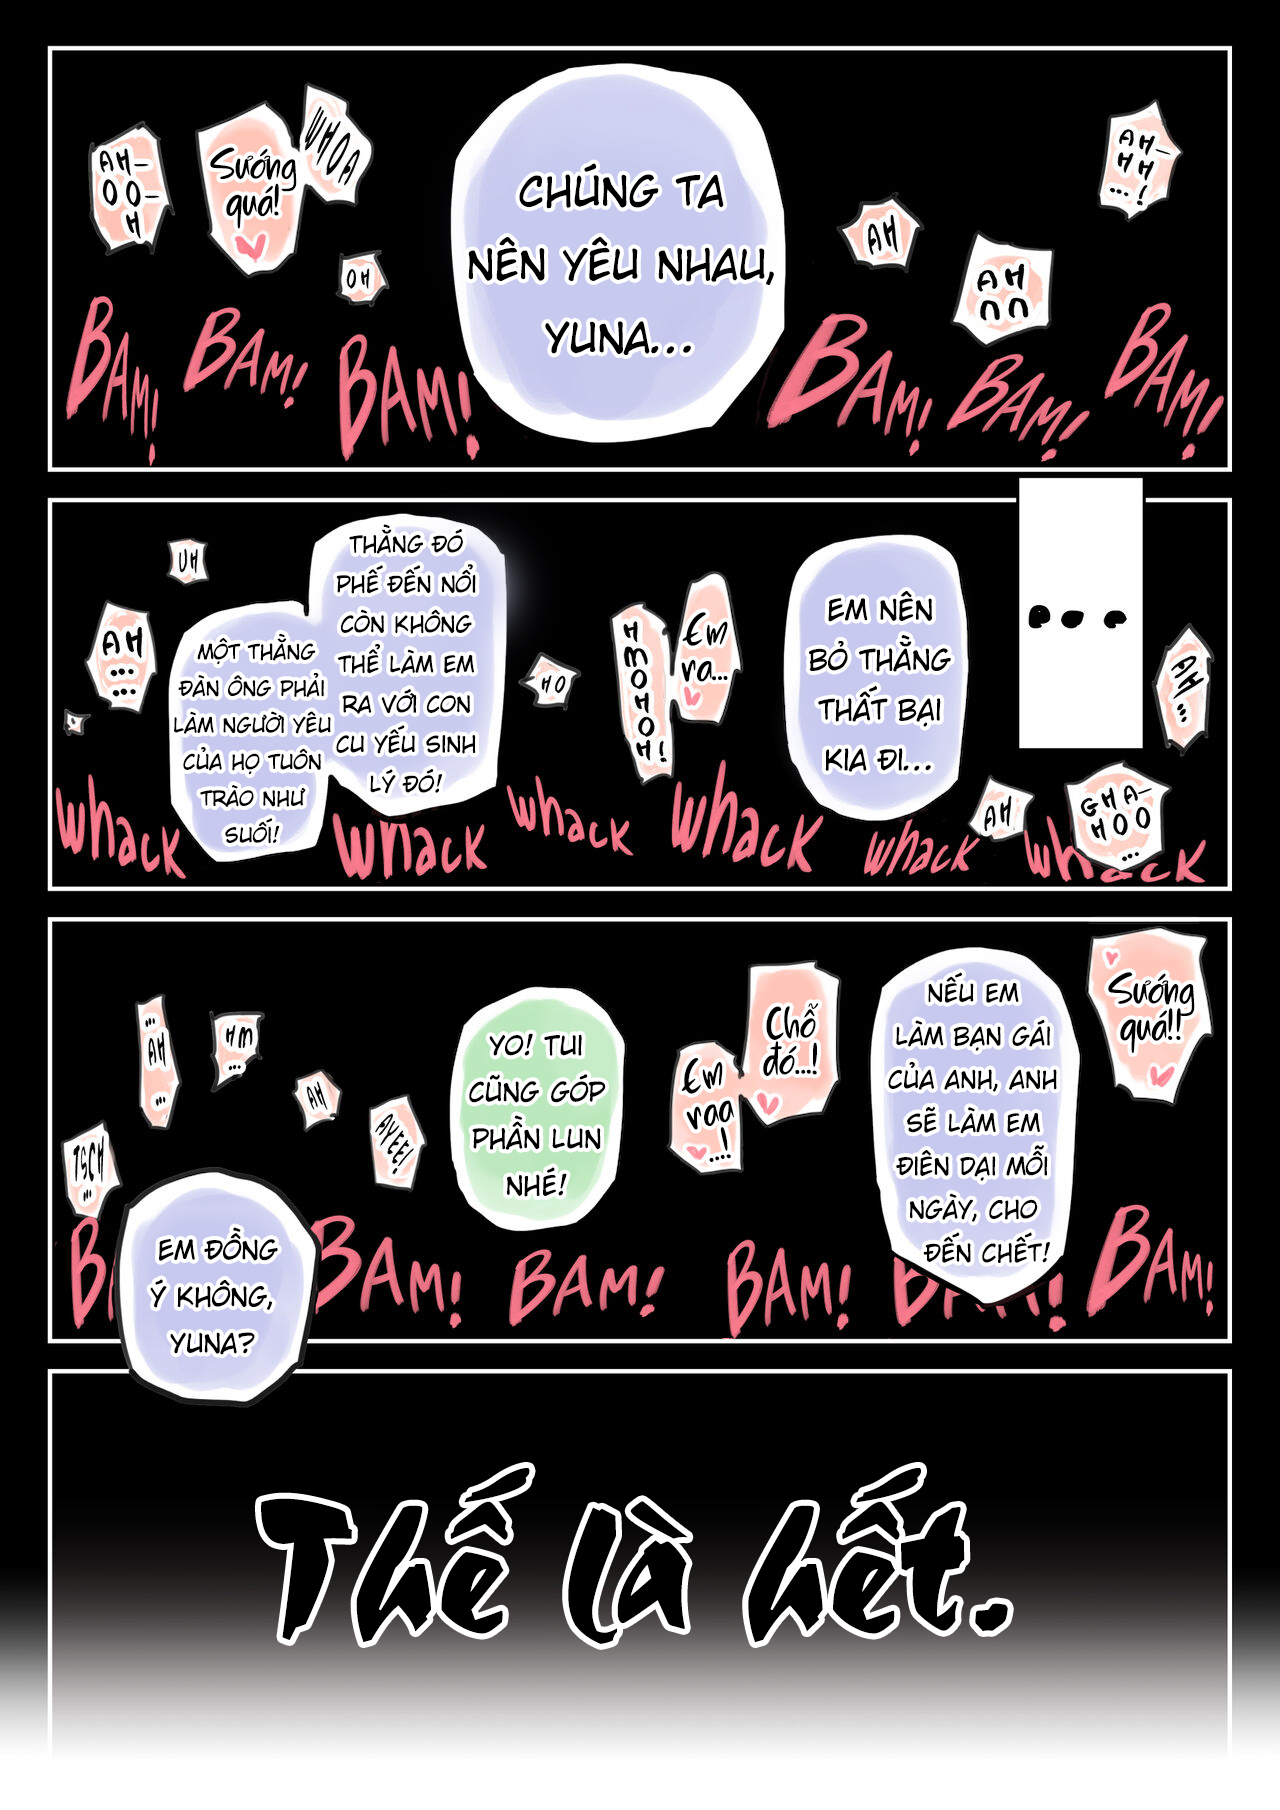 AH-
HH-
...!
AH
AH
nn
CHÚNG TA
NÊN YÊU NHAU,
YUNA...
WHOA
Sướng
quá!
OH
AH-
OO-
H
BAM!
BAM!
BAM!
BAM!
BAM!
BAM!
...
AH...
GHA-
HOO
...
AH
EM NÊN
BỎ THẰNG
THẤT BẠI
KIA ĐI...
Em
ra...
HMOHOH!
HO
THẰNG ĐÓ
PHẾ ĐẾN NỔI
CÒN KHÔNG
THỂ LÀM EM
RA VỚI CON
CU YẾU SINH
LÝ ĐÓ!
MỘT THẰNG
ĐÀN ÔNG PHẢI
LÀM NGƯỜI YÊU
CỦA HỌ TUÔN
TRÀO NHƯ
SUỐI!
UH
AH
......
Whack
Whack
Whack
Whack
Whack
Whack
Sướng
quá!!
NẾU EM
LÀM BẠN GÁI
CỦA ANH, ANH
SẼ LÀM EM
ĐIÊN DẠI MỖI
NGÀY, CHO
ĐẾN CHẾT!
Chỗ
đó...!
Em
raa
...!
YO! TUI
CŨNG GÓP
PHẦN LUN
NHÉ!
AYEE!
AH
HM
...
...
AH
...
TSCH
...
EM ĐỒNG
Ý KHÔNG,
YUNA?
BAM!
BAM!
BAM!
BAM!
BAM!
Thế là hết.